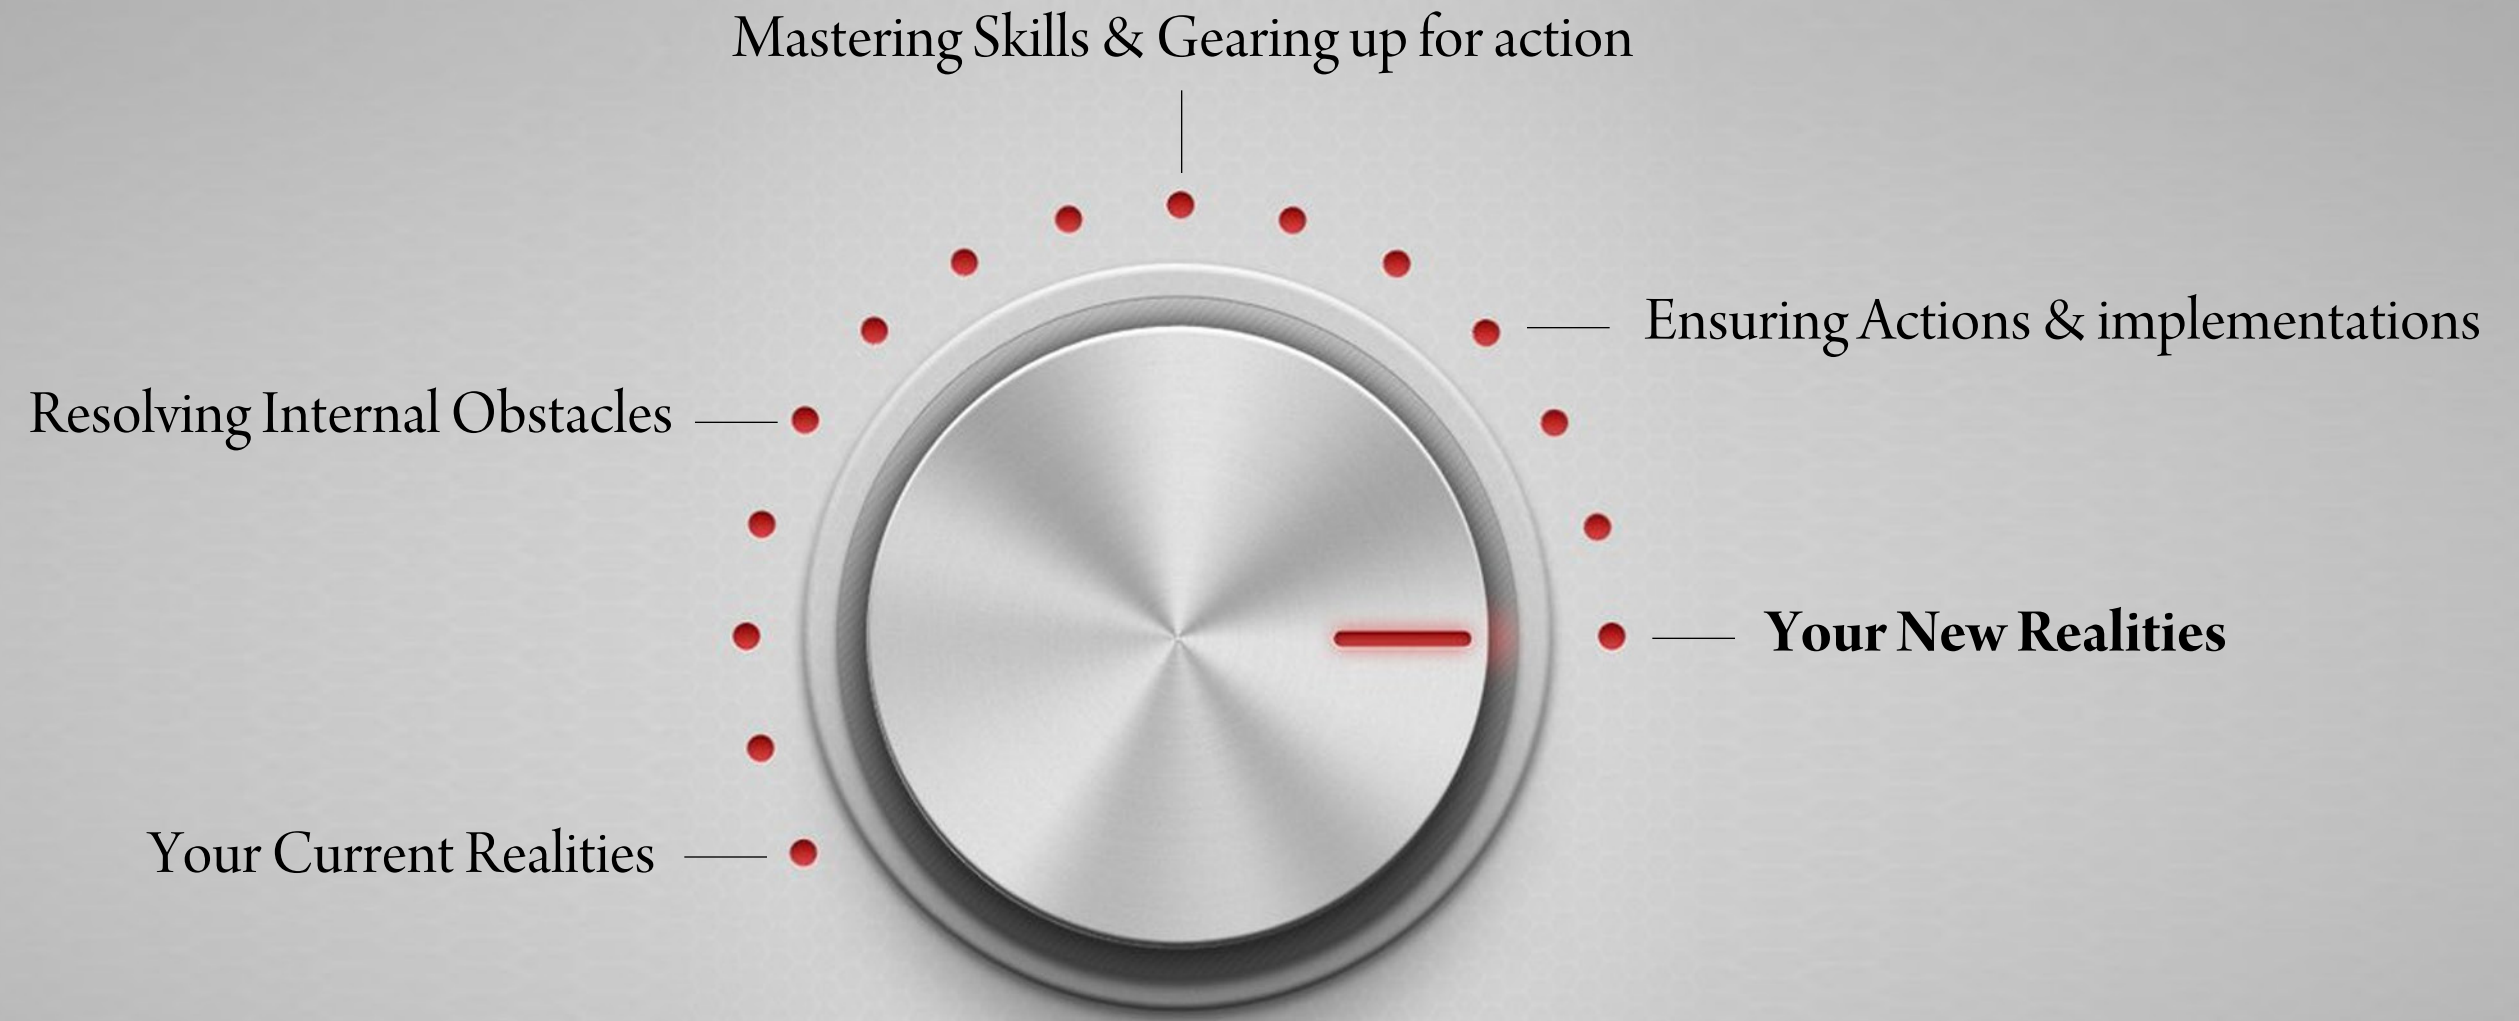 Mastering Skills & Gearing up for action
Ensuring Actions & implementations
Resolving Internal Obstacles
Your New Realities
Your Current Realities